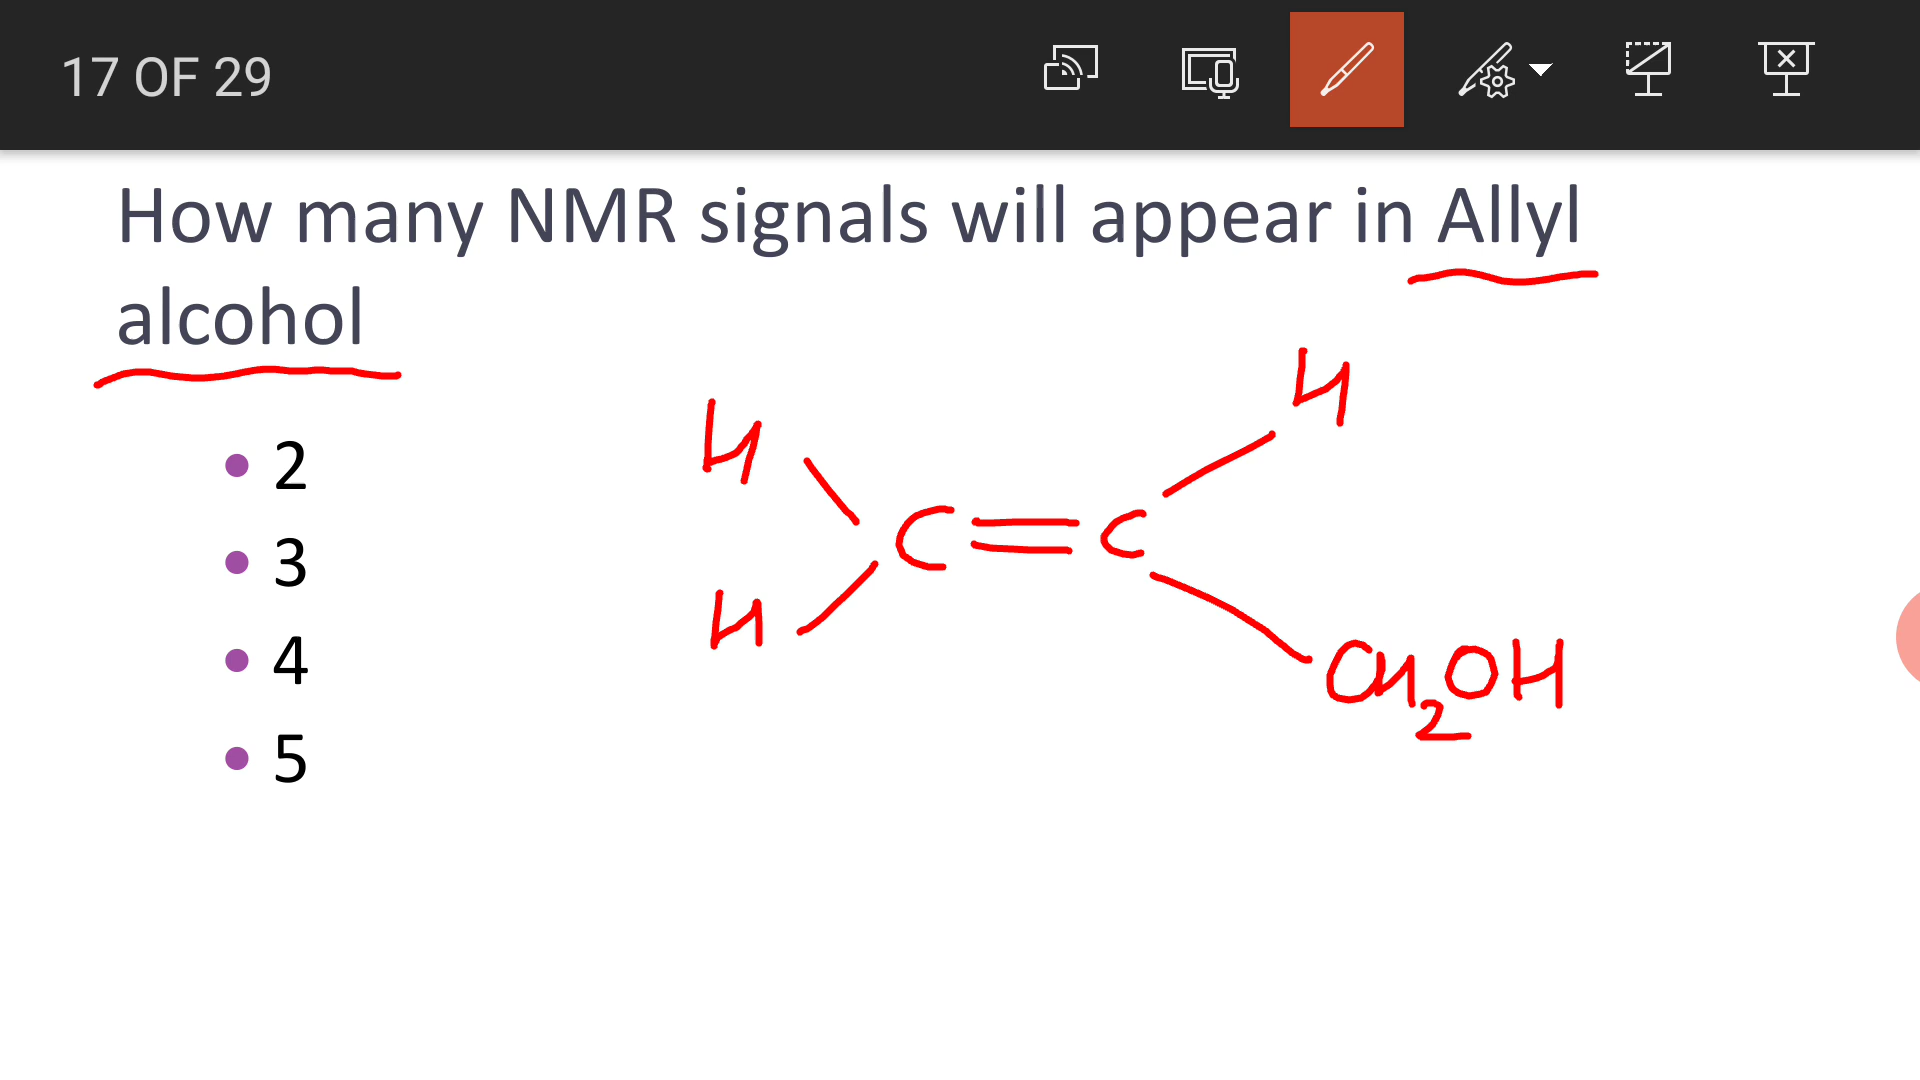 17 OF 29
How many NMR signals will appear in Allyl
alcohol
• 2
• 3
• 4
• 5
H
H
C=C
H
CH₂OH